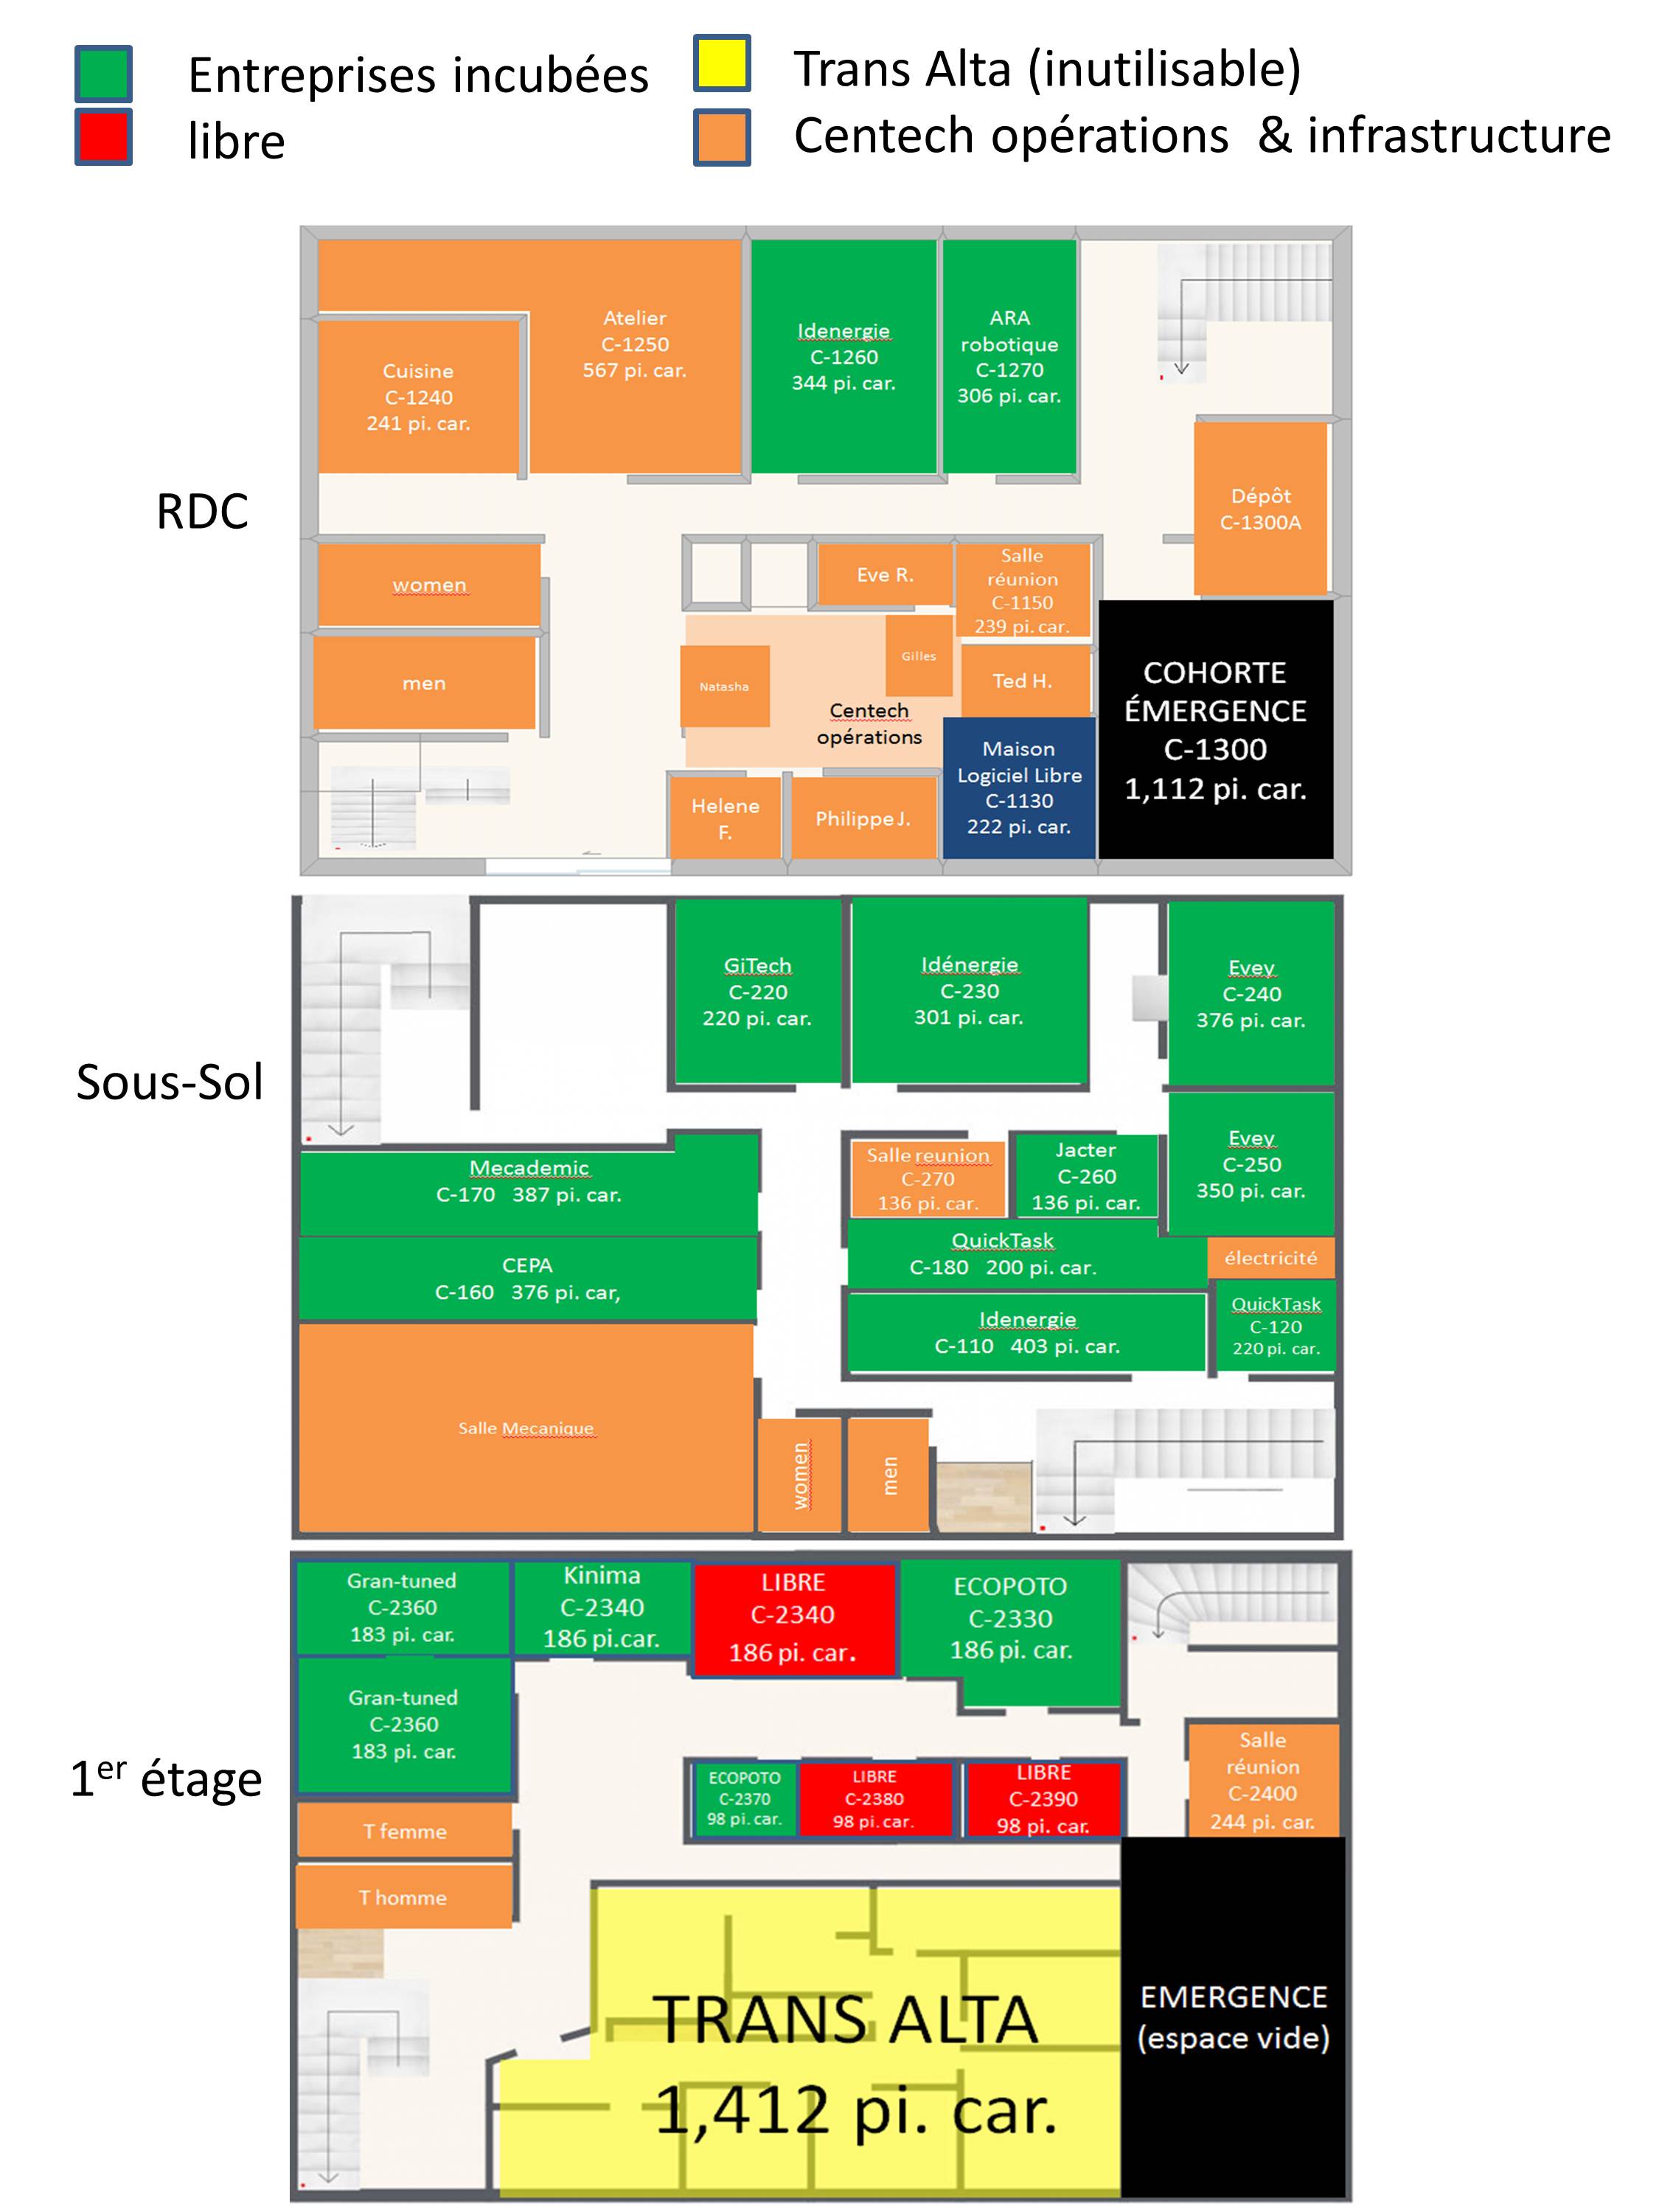 Entreprises incubées
Trans Alta (inutilisable)
libre
Centech opérations & infrastructure
RDC
Atelier
C-1250
567 pi. car.
Cuisine
C-1240
241 pi. car.
Idenergie
C-1260
344 pi. car.
ARA
robotique
C-1270
306 pi. car.
Dépôt
C-1300A
women
men
Eve R.
Salle
réunion
C-1150
239 pi. car.
Gilles
Natasha
Ted H.
Centech
opérations
Helene
F.
Philippe J.
Maison
Logiciel Libre
C-1130
222 pi. car.
COHORTE
ÉMERGENCE
C-1300
1,112 pi. car.
Sous-Sol
GiTech
C-220
220 pi. car.
Idénergie
C-230
301 pi. car.
Evey
C-240
376 pi. car.
Mecademic
C-170 387 pi. car.
Salle reunion
C-270
136 pi. car.
Jacter
C-260
136 pi. car.
Evey
C-250
350 pi. car.
CEPA
C-160 376 pi. car,
QuickTask
C-180 200 pi. car.
électricité
Idenergie
C-110 403 pi. car.
QuickTask
C-120
220 pi. car.
Salle Mecanique
women
men
1er étage
Gran-tuned
C-2360
183 pi. car.
Kinima
C-2340
186 pi.car.
LIBRE
C-2340
186 pi. car.
ECOPOTO
C-2330
186 pi. car.
Gran-tuned
C-2360
183 pi. car.
ECOPOTO
C-2370
98 pi. car.
LIBRE
C-2380
98 pi. car.
LIBRE
C-2390
98 pi. car.
Salle
réunion
C-2400
244 pi. car.
T femme
T homme
TRANS ALTA
1,412 pi. car.
EMERGENCE
(espace vide)